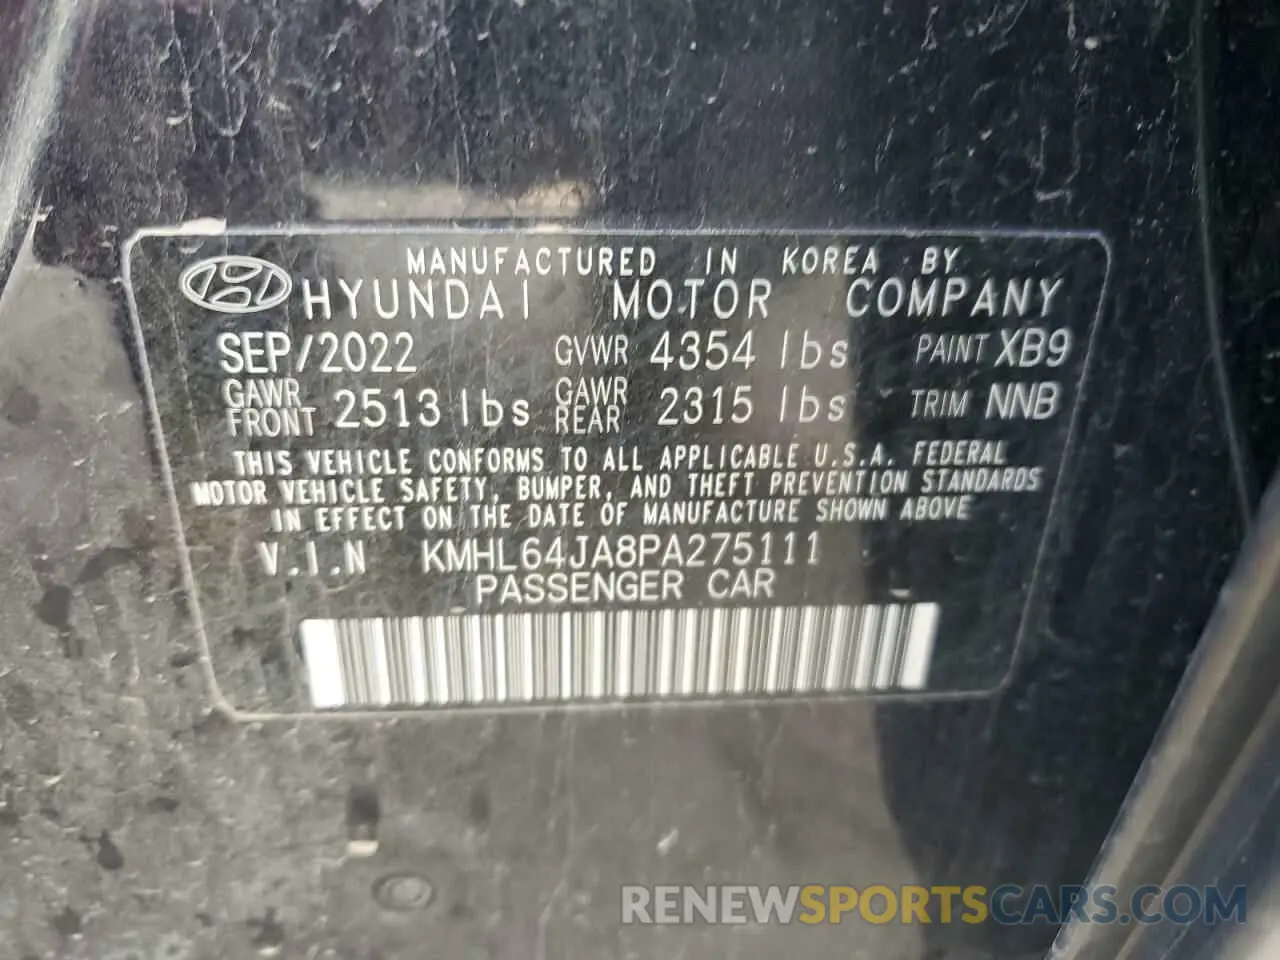 MANUFACTURED IN KOREA BY
HYUNDAI MOTOR COMPANY
SEP/2022 GVWR 4354 lbs PAINT XB9
GAWR FRONT 2513 lbs GAWR REAR 2315 lbs TRIM NNB
THIS VEHICLE CONFORMS TO ALL APPLICABLE U.S.A. FEDERAL
MOTOR VEHICLE SAFETY, BUMPER, AND THEFT PREVENTION STANDARDS
IN EFFECT ON THE DATE OF MANUFACTURE SHOWN ABOVE
V.I.N KMHL64JA8PA275111
PASSENGER CAR
RENEWSPORTSCARS.COM